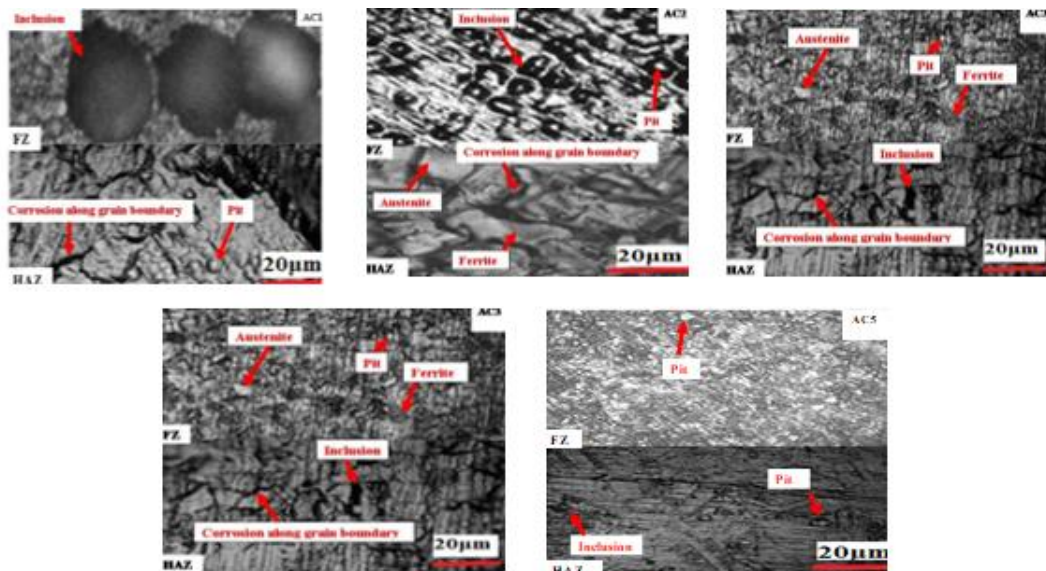 Inclusion
AC1
FZ
Corrosion along grain boundary
Pit
20μm
HAZ
Inclusion
AC2
Pit
FZ
Corrosion along grain boundary
Austenite
Ferrite
20μm
HAZ
Austenite
Pit
Ferrite
FZ
Inclusion
Corrosion along grain boundary
20μm
HAZ
Austenite
Pit
Ferrite
FZ
Inclusion
Corrosion along grain boundary
20μm
HAZ
AC5
Pit
FZ
Pit
Inclusion
20μm
HAZ